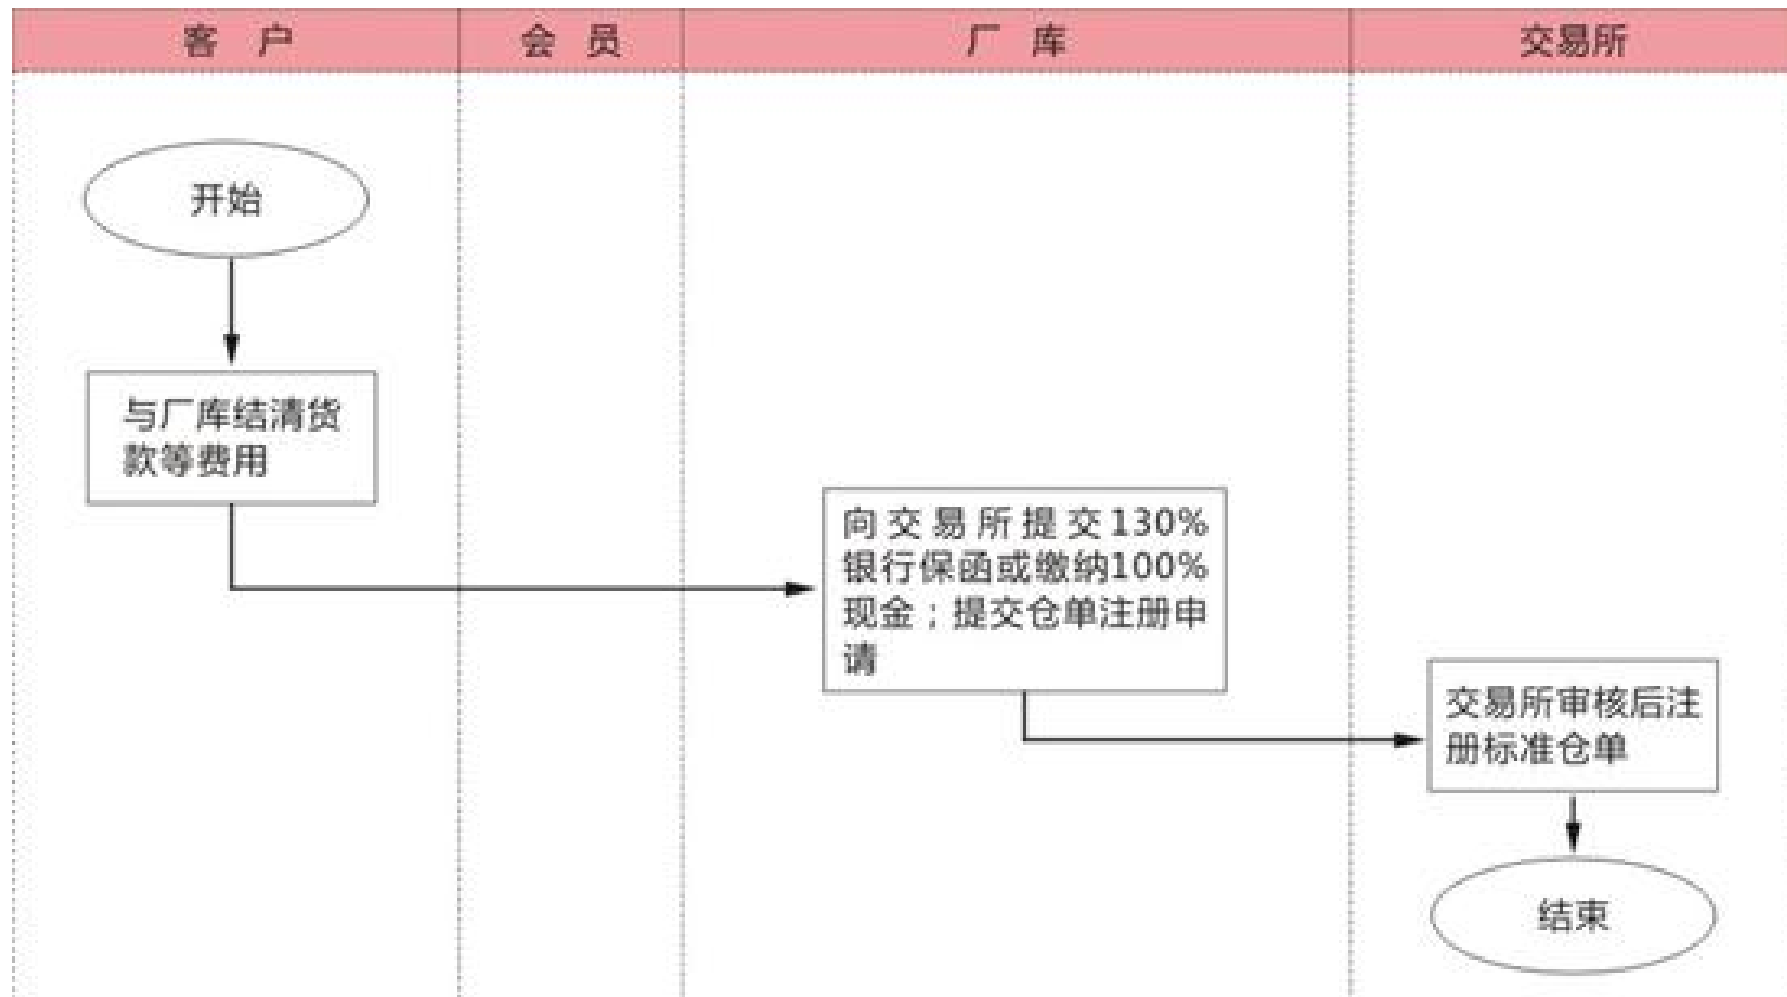 客 户
会 员
厂 库
交易所
开始
与厂库结清货
款等费用
向交易所提交130%
银行保函或缴纳100%
现金；提交仓单注册申
请
交易所审核后注
册标准仓单
结束